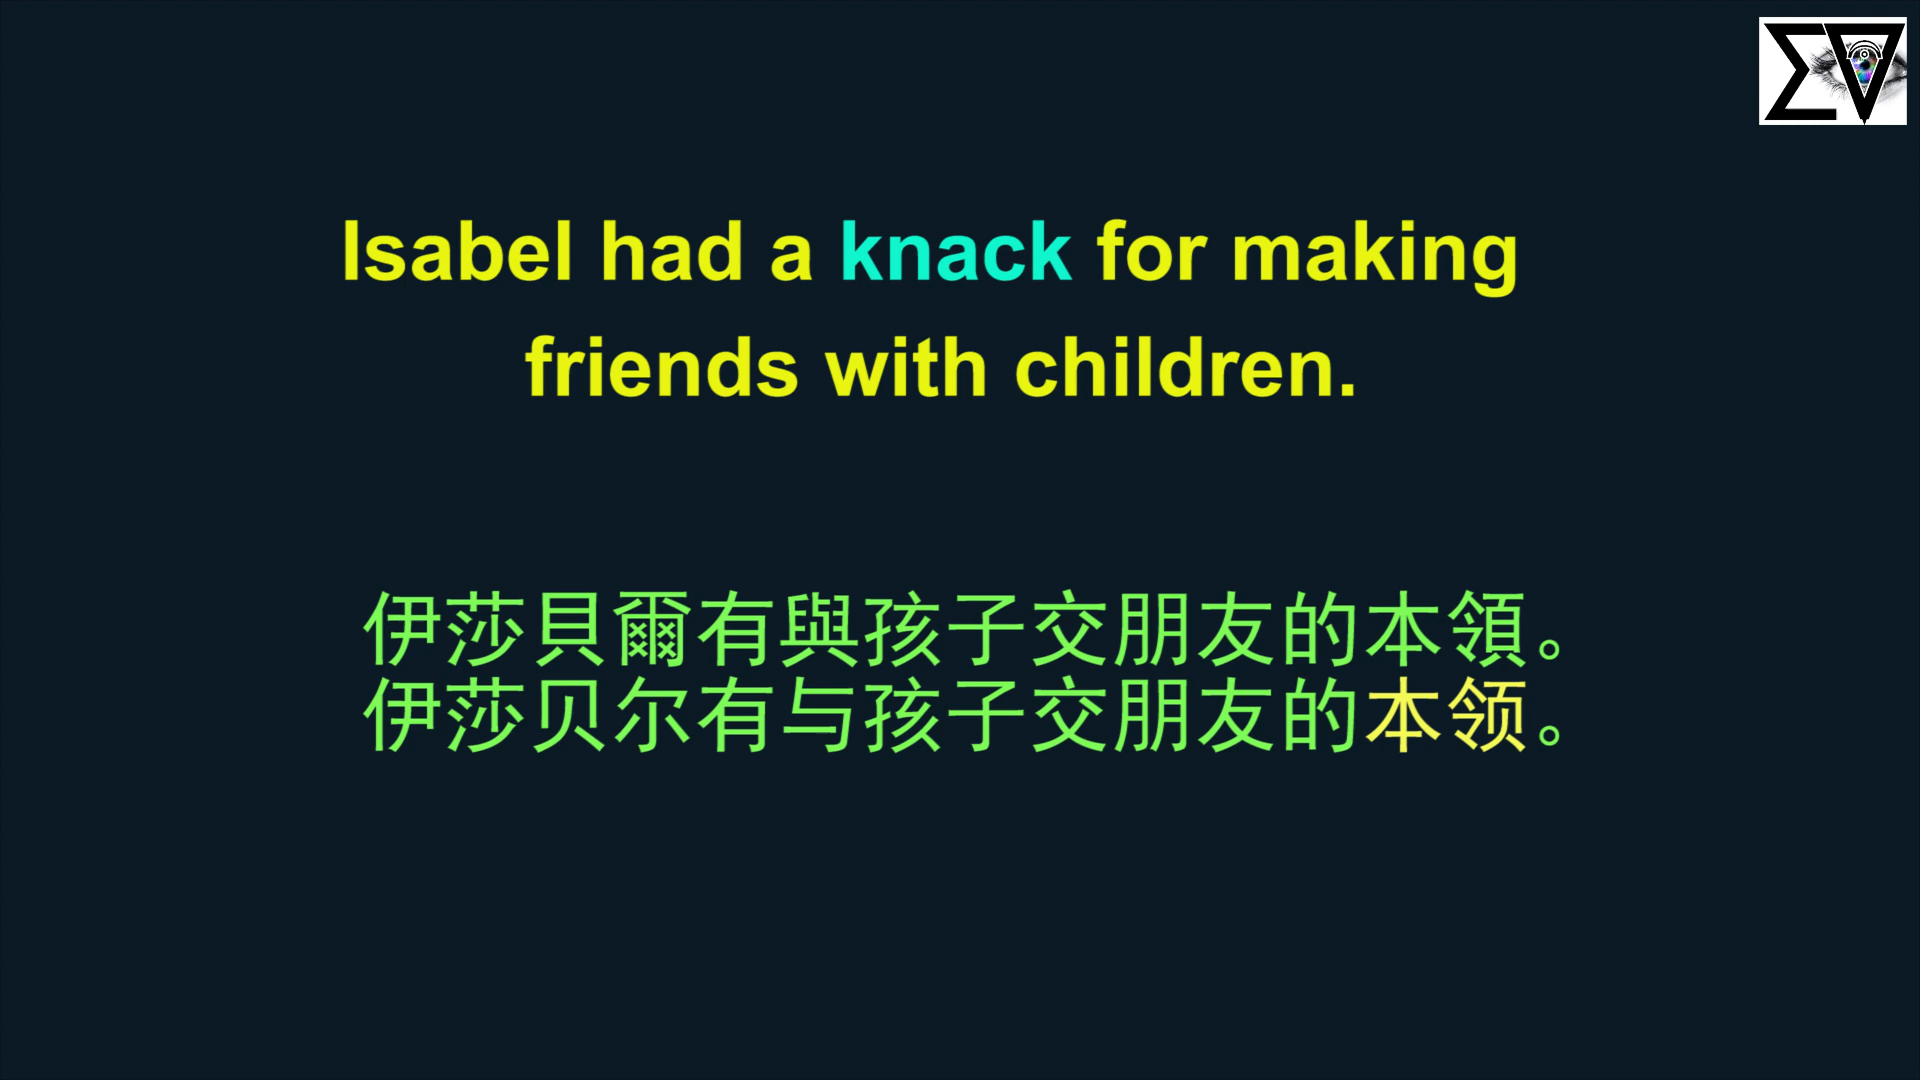 Isabel had a knack for making
friends with children.
伊莎貝爾有與孩子交朋友的本領。
伊莎贝尔有与孩子交朋友的本领。